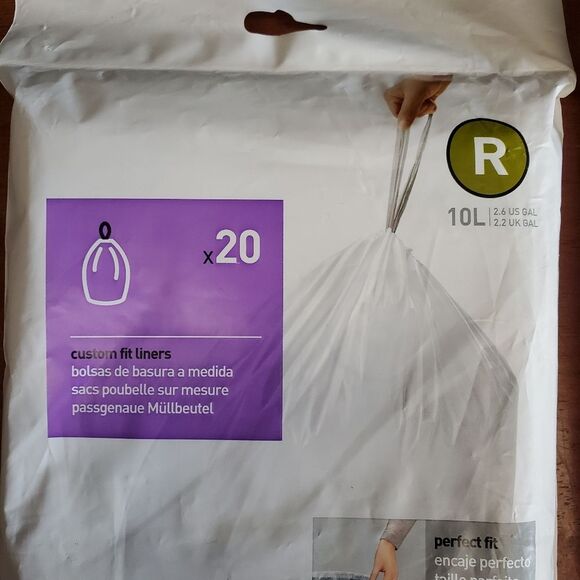 R
10L
2.6 US GAL
2.2 UK GAL
x20
custom fit liners
bolsas de basura a medida
sacs poubelle sur mesure
passgenaue Müllbeutel
perfect fit
encaje perfecto